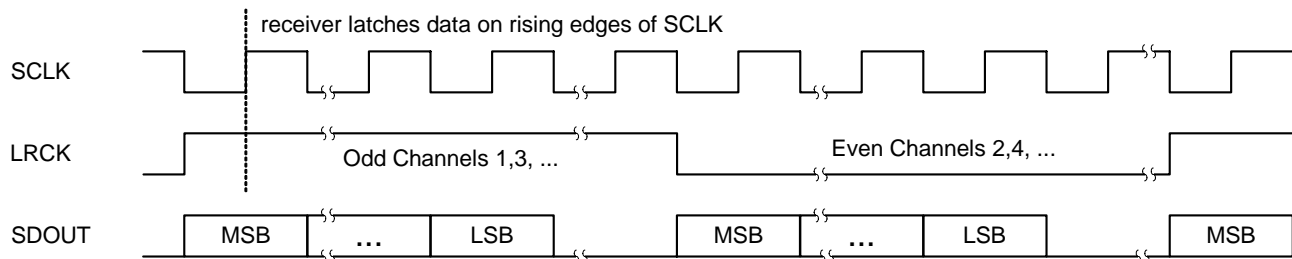 receiver latches data on rising edges of SCLK
SCLK
LRCK
Odd Channels 1,3, ...
Even Channels 2,4, ...
SDOUT
MSB
...
LSB
MSB
...
LSB
MSB